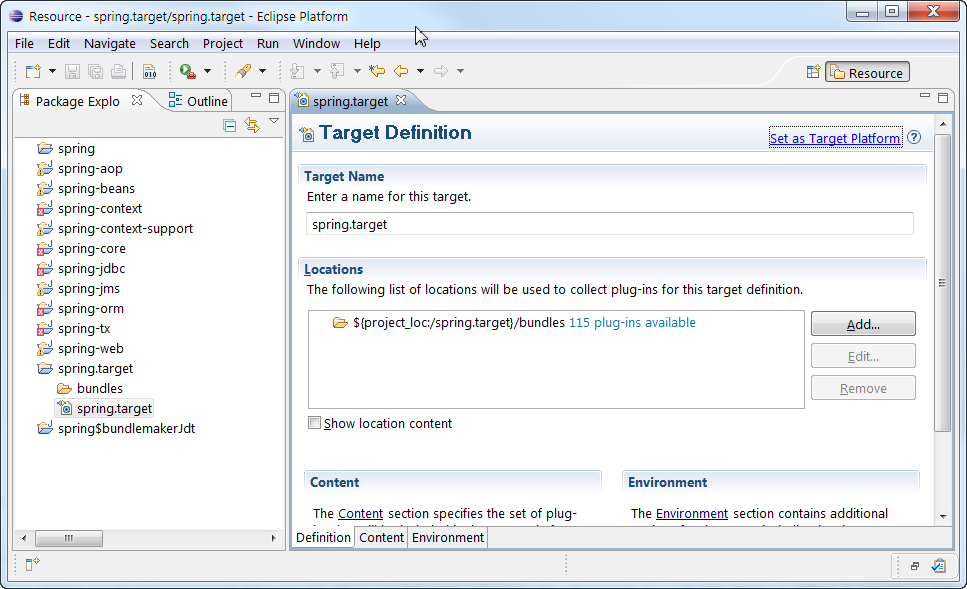 Resource - spring.target/spring.target - Eclipse Platform
File Edit Navigate Search Project Run Window Help
010
Resource
Package Explo
Outline
spring.target
spring
spring-aop
spring-beans
spring-context
spring-context-support
spring-core
spring-jdbc
spring-jms
spring-orm
spring-tx
spring-web
spring.target
bundles
spring.target
spring$bundlemakerJdt
Target Definition
Set as Target Platform
Target Name
Enter a name for this target.
spring.target
Locations
The following list of locations will be used to collect plug-ins for this target definition.
${project_loc:/spring.target}/bundles 115 plug-ins available
Add...
Edit...
Remove
Show location content
Content
The Content section specifies the set of plug-
Environment
The Environment section contains additional
Definition Content Environment